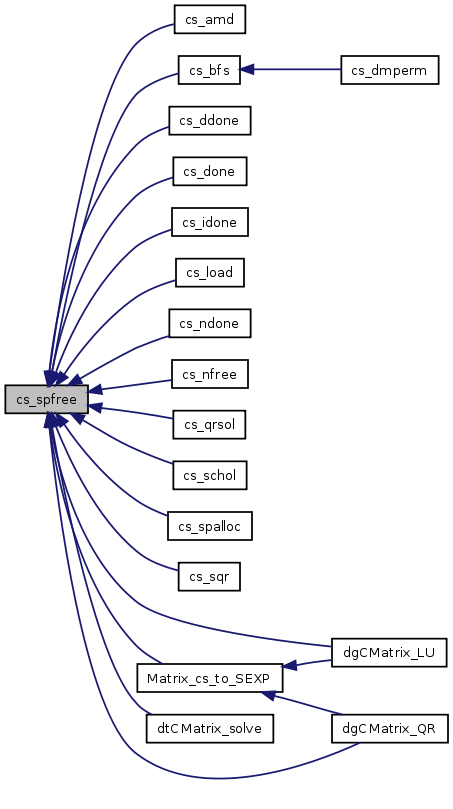 cs_amd
cs_bfs
cs_dmperm
cs_ddone
cs_done
cs_idone
cs_load
cs_ndone
cs_nfree
cs_spfree
cs_qrsol
cs_schol
cs_spalloc
cs_sqr
dgCMatrix_LU
Matrix_cs_to_SEXP
dtCMatrix_solve
dgCMatrix_QR